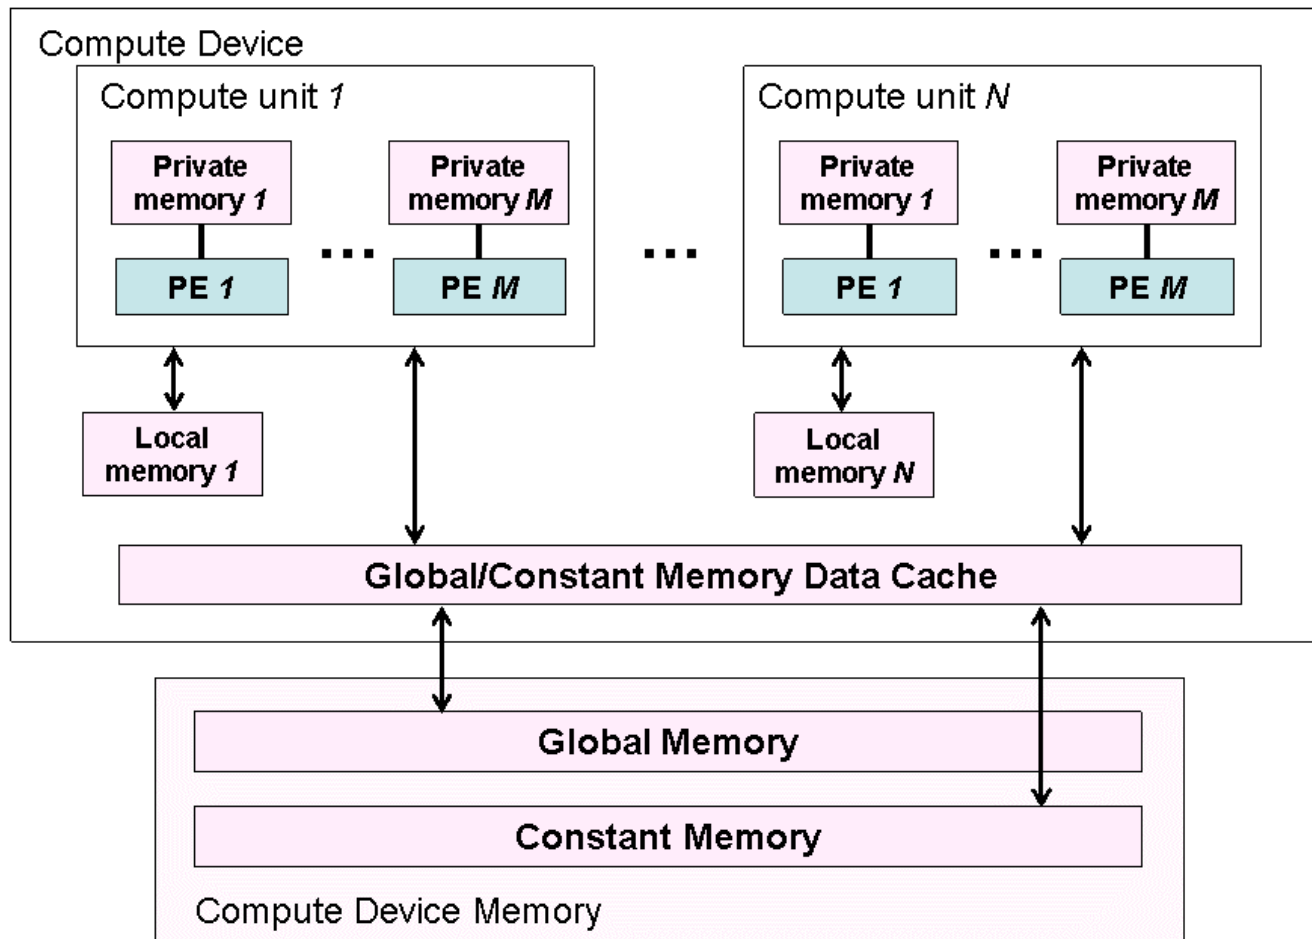 Compute Device
Compute unit 1
Compute unit N
Private
memory 1
Private
memory M
Private
memory 1
Private
memory M
...
...
...
PE 1
PE M
PE 1
PE M
Local
memory 1
Local
memory N
Global/Constant Memory Data Cache
Global Memory
Constant Memory
Compute Device Memory